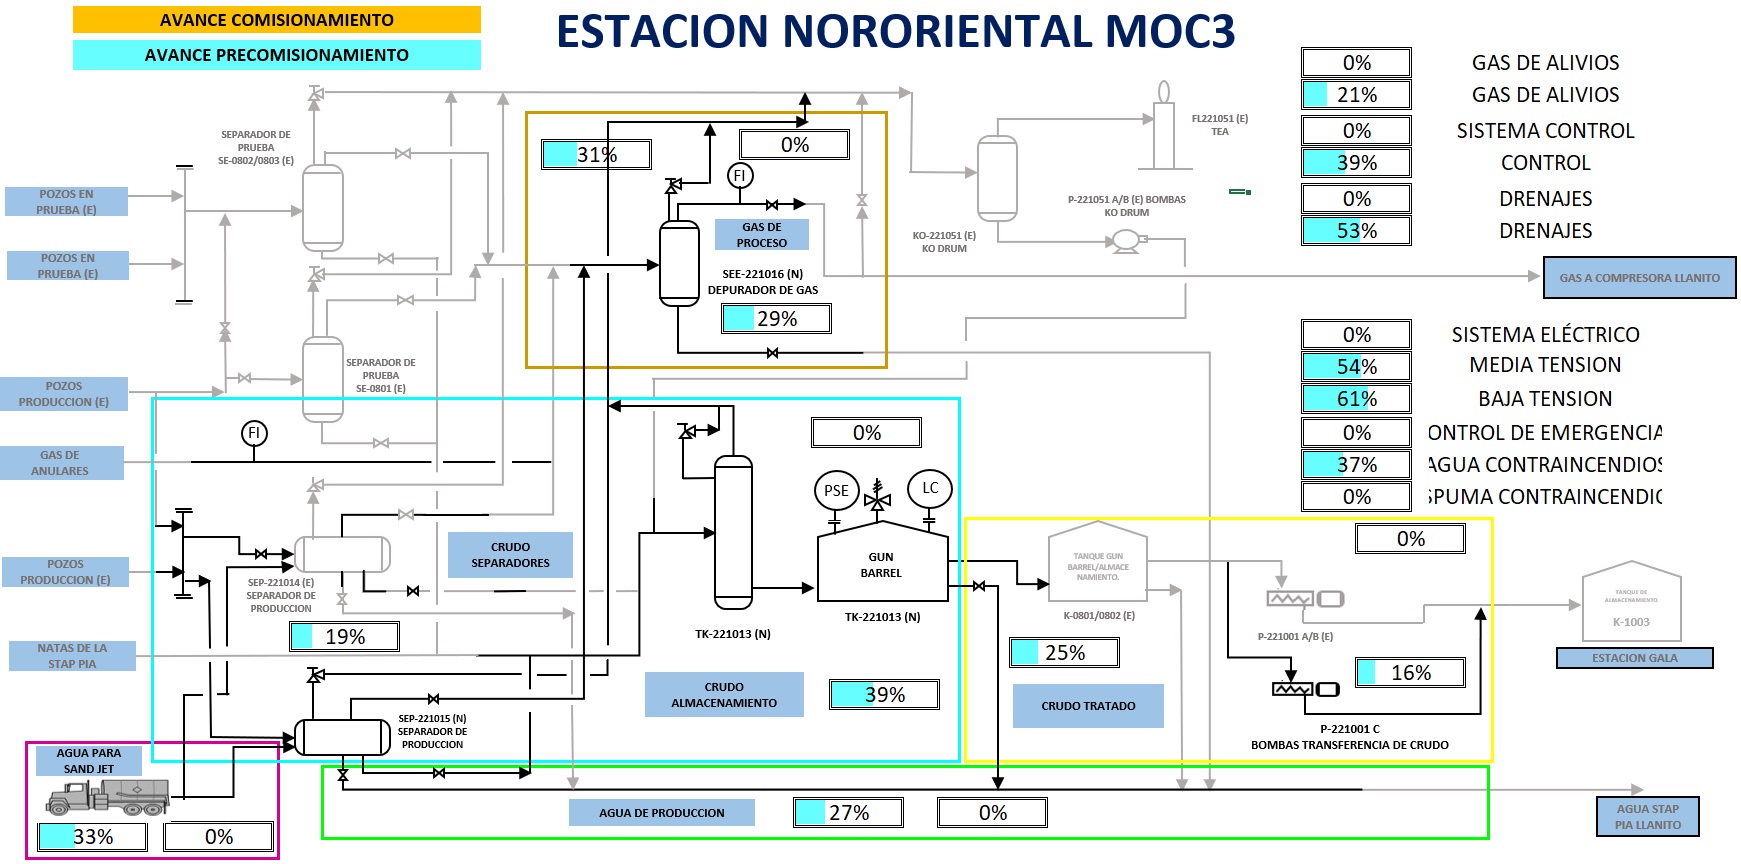 AVANCE COMISIONAMIENTO
AVANCE PRECOMISIONAMIENTO
ESTACION NORORIENTAL MOC3
0% GAS DE ALIVIOS
21% GAS DE ALIVIOS
0% SISTEMA CONTROL
39% CONTROL
0% DRENAJES
53% DRENAJES
SEPARADOR DE
PRUEBA
SE-0802/0803 (E)
POZOS EN
PRUEBA (E)
POZOS EN
PRUEBA (E)
31%
0%
FI
GAS DE
PROCESO
SEE-221016 (N)
DEPURADOR DE GAS
29%
FL221051 (E)
TEA
P-221051 A/B (E) BOMBAS
KO DRUM
KO-221051 (E)
KO DRUM
GAS A COMPRESORA LLANITO
0% SISTEMA ELÉCTRICO
54% MEDIA TENSION
61% BAJA TENSION
0% ONTROL DE EMERGENCIA
37% AGUA CONTRAINCENDIOS
0% SPUMA CONTRAINCENDIO
SEPARADOR DE
PRUEBA
SE-0801 (E)
POZOS
PRODUCCION (E)
FI
GAS DE
ANULARES
0%
PSE
LC
GUN
BARREL
TK-221013 (N)
TK-221013 (N)
CRUDO
SEPARADORES
POZOS
PRODUCCION (E)
SEP-221014 (E)
SEPARADOR DE
PRODUCCION
19%
NATAS DE LA
STAP PIA
CRUDO
ALMACENAMIENTO
39%
SEP-221015 (N)
SEPARADOR DE
PRODUCCION
0%
TANQUE GUN
BARREL/ALMACE
NAMIENTO.
K-0801/0802 (E)
25%
CRUDO TRATADO
P-221001 A/B (E)
16%
P-221001 C
BOMBAS TRANSFERENCIA DE CRUDO
TANQUE DE
ALMACENAMIENTO
K-1003
ESTACION GALA
AGUA PARA
SAND JET
33%
0%
AGUA DE PRODUCCION
27%
0%
AGUA STAP
PIA LLANITO